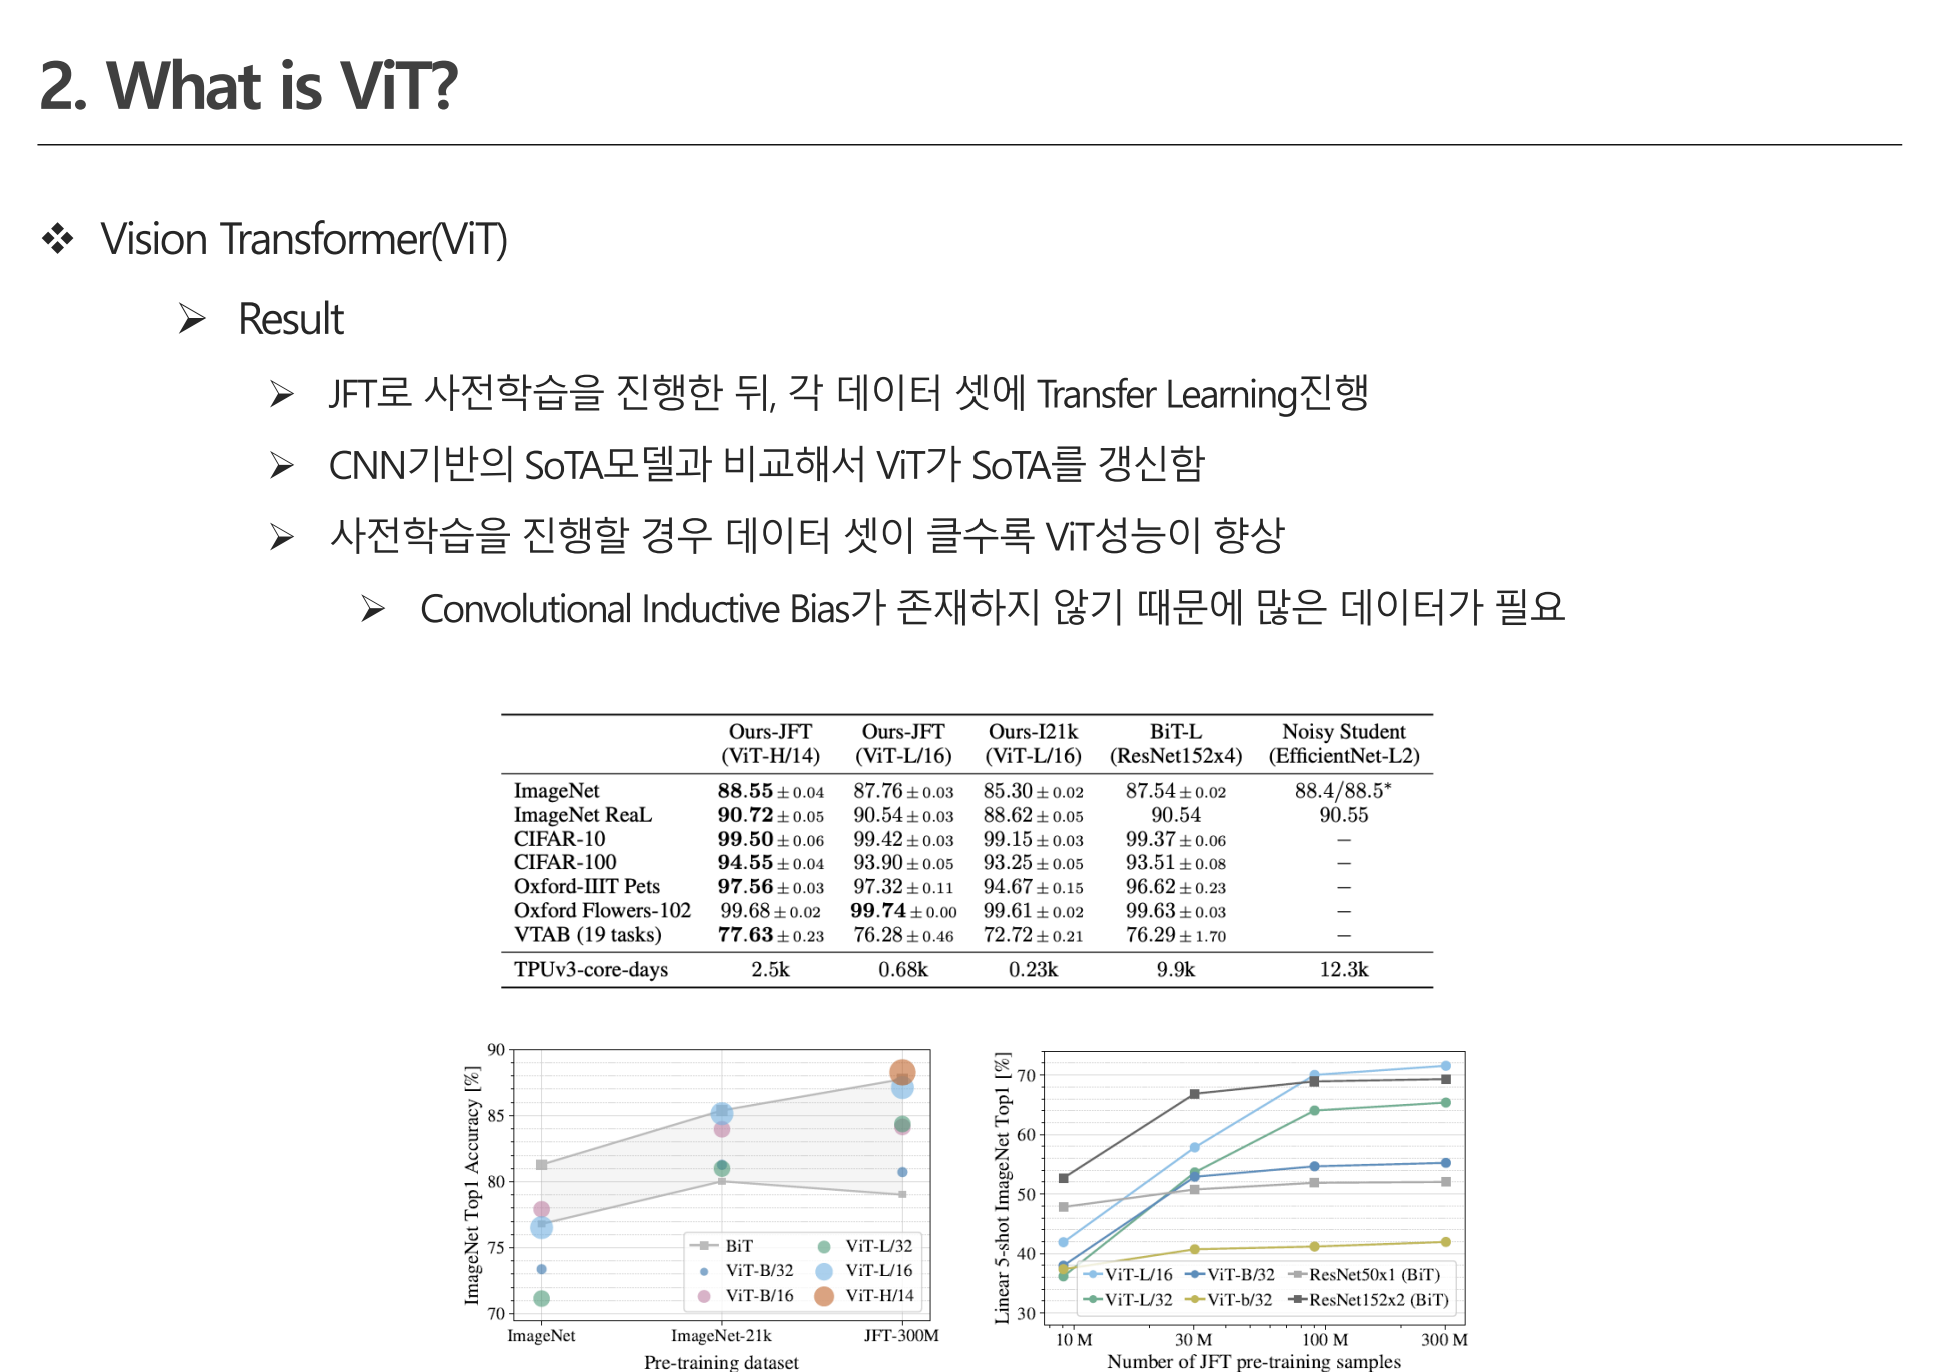 2. What is ViT?
❖ Vision Transformer(ViT)
➢ Result
➢ JFT로 사전학습을 진행한 뒤, 각 데이터 셋에 Transfer Learning진행
➢ CNN기반의 SoTA모델과 비교해서 ViT가 SoTA를 갱신함
➢ 사전학습을 진행할 경우 데이터 셋이 클수록 ViT성능이 향상
➢ Convolutional Inductive Bias가 존재하지 않기 때문에 많은 데이터가 필요
Ours-JFT Ours-JFT Ours-I21k BiT-L Noisy Student
(ViT-H/14) (ViT-L/16) (ViT-L/16) (ResNet152x4) (EfficientNet-L2)
ImageNet 88.55 ± 0.04 87.76 ± 0.03 85.30 ± 0.02 87.54 ± 0.02 88.4/88.5*
ImageNet ReaL 90.72 ± 0.05 90.54 ± 0.03 88.62 ± 0.05 90.54 90.55
CIFAR-10 99.50 ± 0.06 99.42 ± 0.03 99.15 ± 0.03 99.37 ± 0.06 –
CIFAR-100 94.55 ± 0.04 93.90 ± 0.05 93.25 ± 0.05 93.51 ± 0.08 –
Oxford-IIIT Pets 97.56 ± 0.03 97.32 ± 0.11 94.67 ± 0.15 96.62 ± 0.23 –
Oxford Flowers-102 99.68 ± 0.02 99.74 ± 0.00 99.61 ± 0.02 99.63 ± 0.03 –
VTAB (19 tasks) 77.63 ± 0.23 76.28 ± 0.46 72.72 ± 0.21 76.29 ± 1.70 –
TPUv3-core-days 2.5k 0.68k 0.23k 9.9k 12.3k
ImageNet Top1 Accuracy [%]
90
85
80
75
70
BiT ViT-L/32
ViT-B/32 ViT-L/16
ViT-B/16 ViT-H/14
ImageNet ImageNet-21k JFT-300M
Pre-training dataset
Linear 5-shot ImageNet Top1 [%]
70
60
50
40
30
ViT-L/16 ViT-B/32 ResNet50x1 (BiT)
ViT-L/32 ViT-b/32 ResNet152x2 (BiT)
10 M 30 M 100 M 300 M
Number of JFT pre-training samples